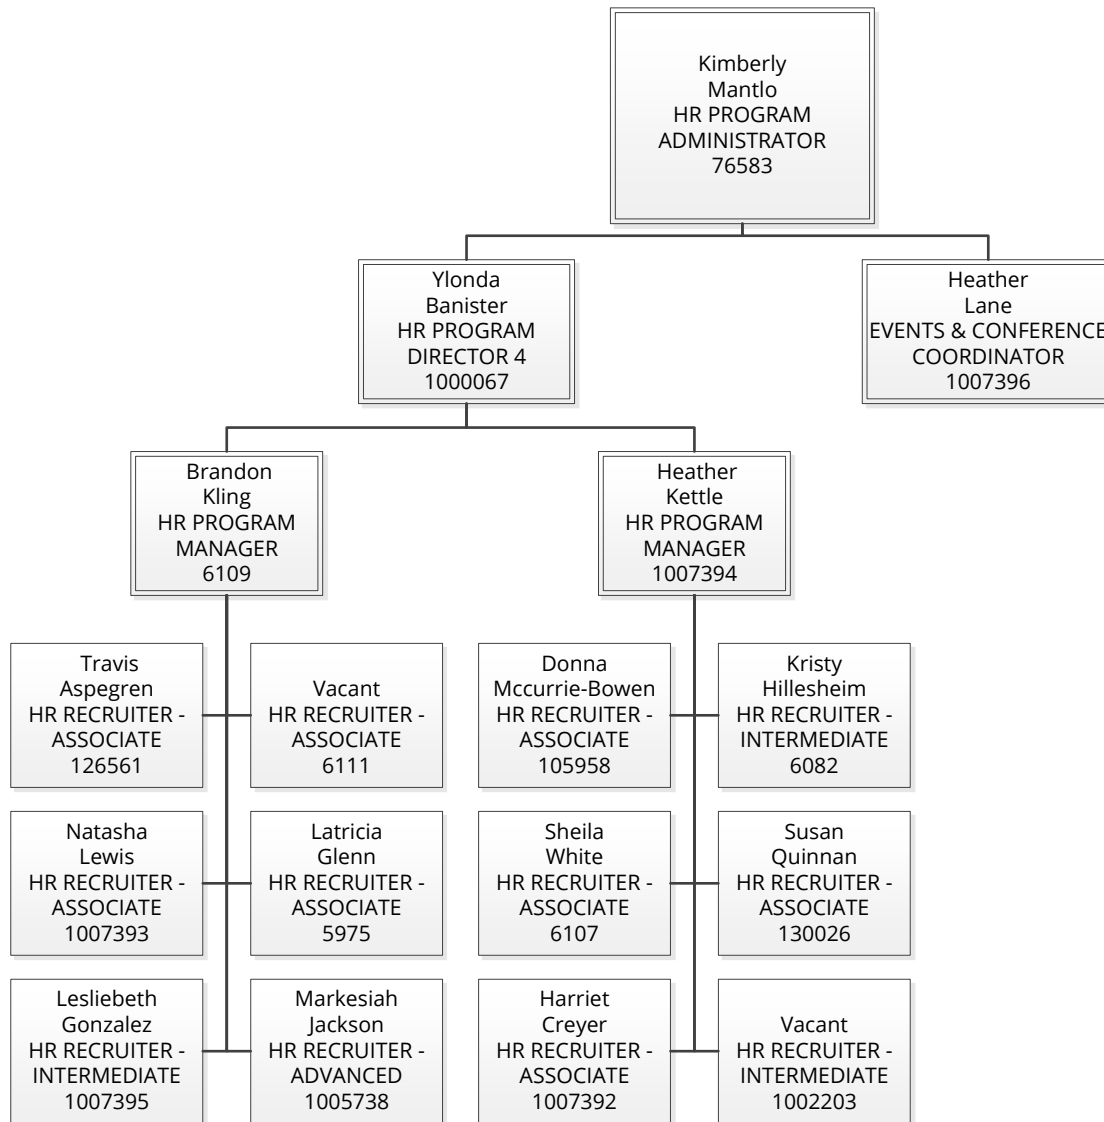 Kimberly
Mantlo
HR PROGRAM
ADMINISTRATOR
76583
Ylonda
Banister
HR PROGRAM
DIRECTOR 4
1000067
Heather
Lane
EVENTS & CONFERENCE
COORDINATOR
1007396
Brandon
Kling
HR PROGRAM
MANAGER
6109
Heather
Kettle
HR PROGRAM
MANAGER
1007394
Travis
Aspegren
HR RECRUITER -
ASSOCIATE
126561
Vacant
HR RECRUITER -
ASSOCIATE
6111
Donna
Mccurrie-Bowen
HR RECRUITER -
ASSOCIATE
105958
Kristy
Hillesheim
HR RECRUITER -
INTERMEDIATE
6082
Natasha
Lewis
HR RECRUITER -
ASSOCIATE
1007393
Latricia
Glenn
HR RECRUITER -
ASSOCIATE
5975
Sheila
White
HR RECRUITER -
ASSOCIATE
6107
Susan
Quinnan
HR RECRUITER -
ASSOCIATE
130026
Lesliebeth
Gonzalez
HR RECRUITER -
INTERMEDIATE
1007395
Markesiah
Jackson
HR RECRUITER -
ADVANCED
1005738
Harriet
Creyer
HR RECRUITER -
ASSOCIATE
1007392
Vacant
HR RECRUITER -
INTERMEDIATE
1002203